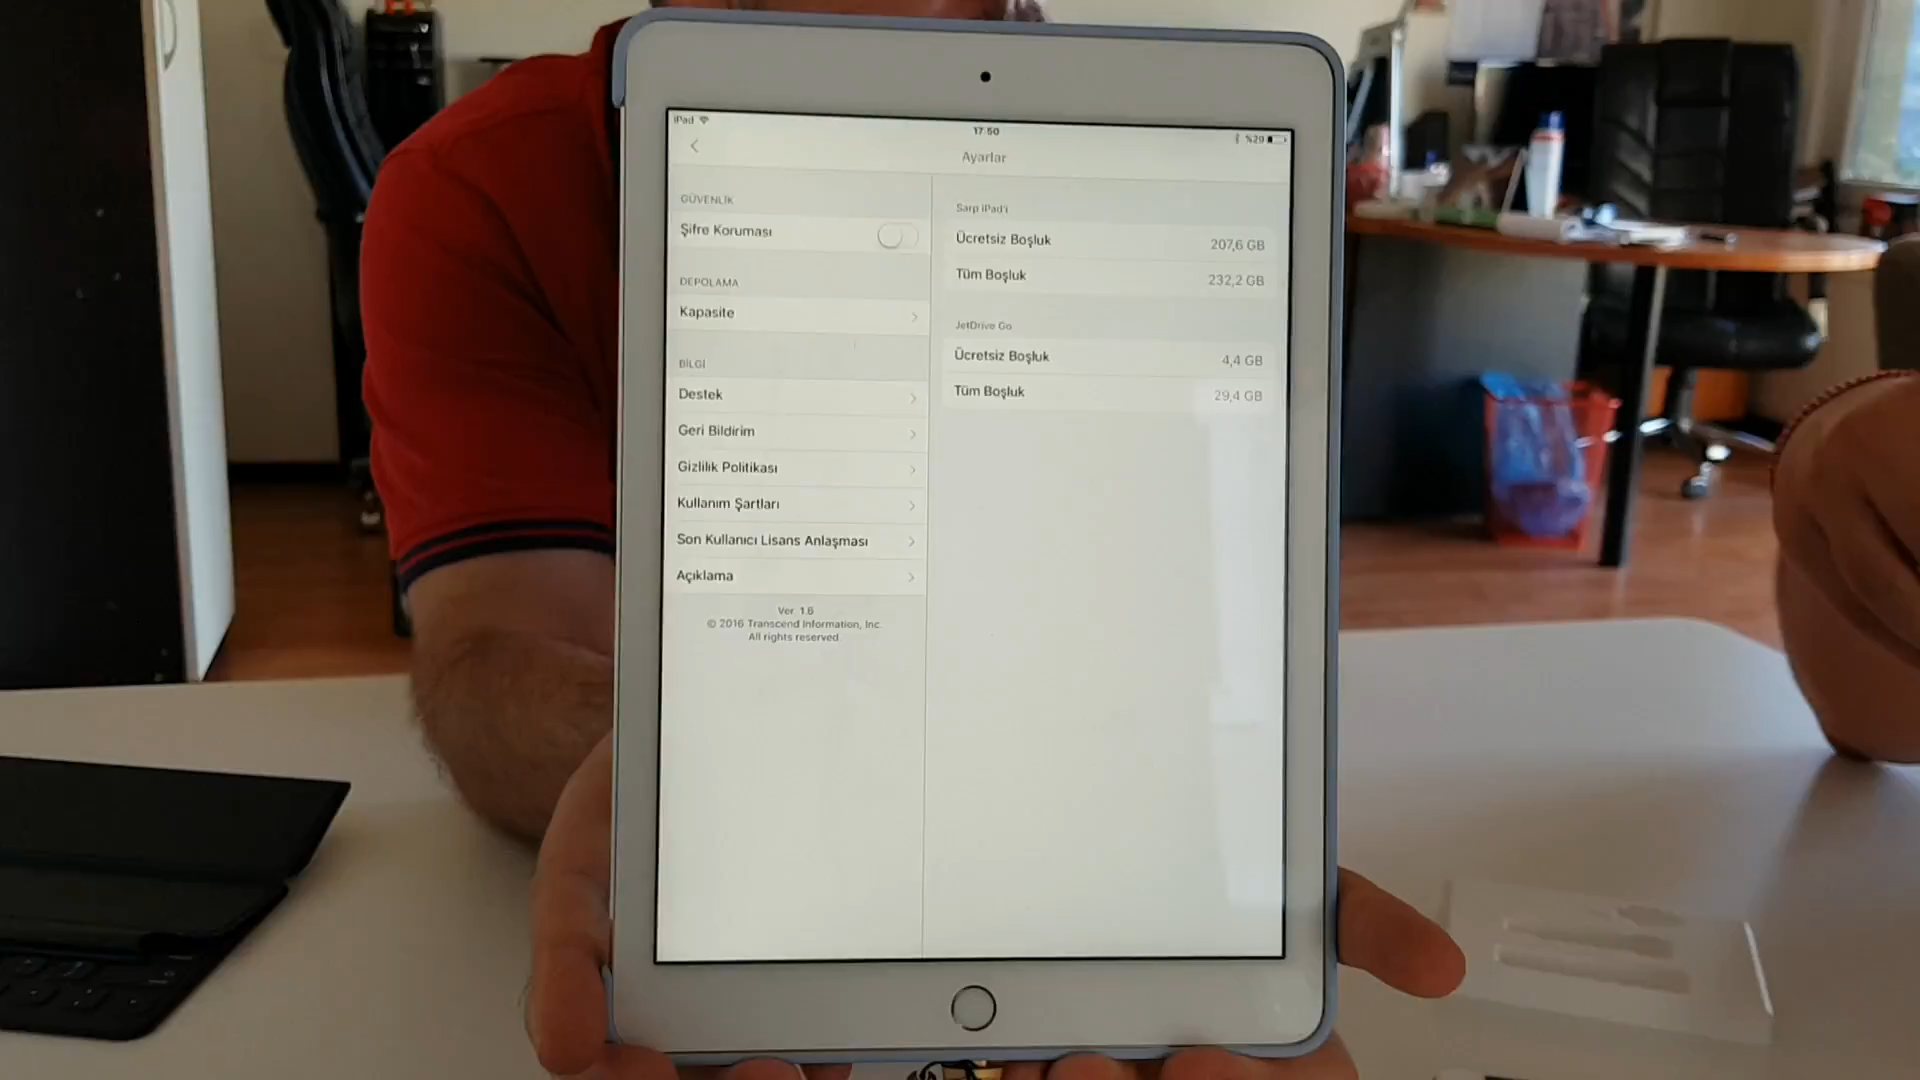 iPad
17:50
%29
Ayarlar
GÜVENLİK
Şifre Koruması
DEPOLAMA
Kapasite
BİLGİ
Destek
Geri Bildirim
Gizlilik Politikası
Kullanım Şartları
Son Kullanıcı Lisans Anlaşması
Açıklama
Ver. 1.6
© 2016 Transcend Information, Inc.
All rights reserved.
Sarp iPad'i
Ücretsiz Boşluk 207,6 GB
Tüm Boşluk 232,2 GB
JetDrive Go
Ücretsiz Boşluk 4,4 GB
Tüm Boşluk 29,4 GB